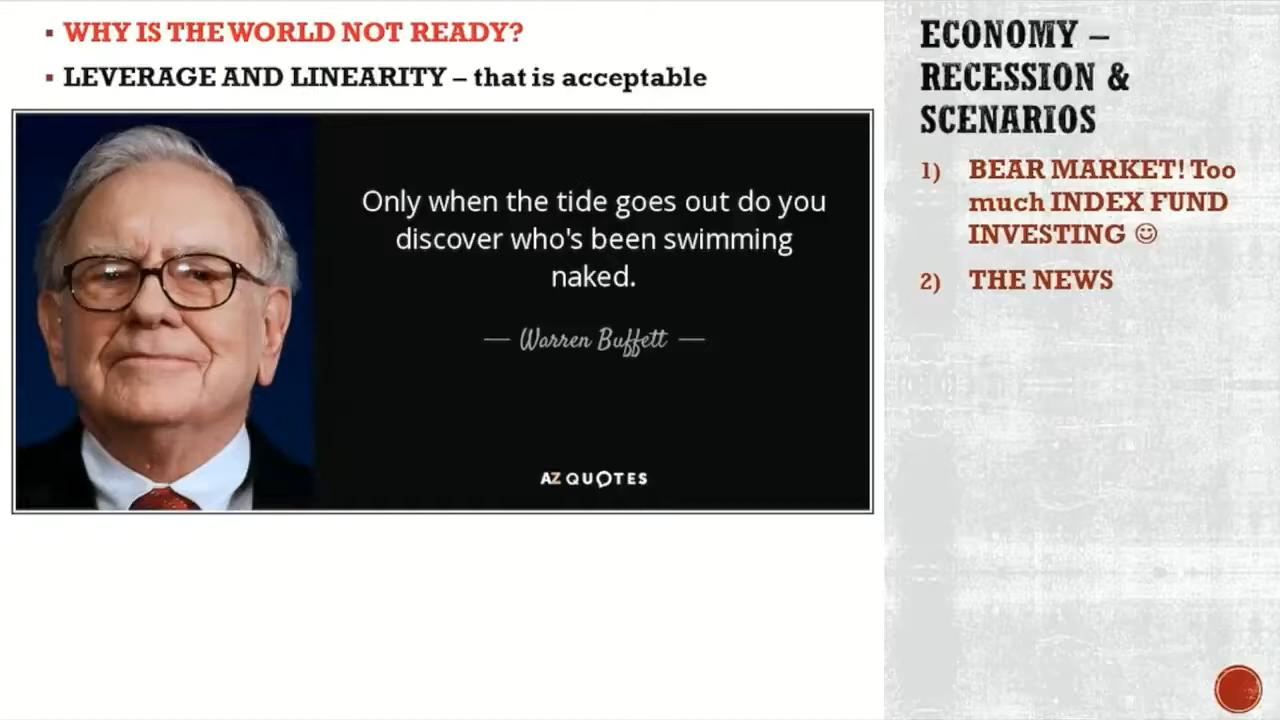 WHY IS THE WORLD NOT READY?
LEVERAGE AND LINEARITY – that is acceptable
Only when the tide goes out do you
discover who's been swimming
naked.
— Warren Buffett —
AZ QUOTES
ECONOMY –
RECESSION &
SCENARIOS
1) BEAR MARKET! Too
much INDEX FUND
INVESTING ☺
2) THE NEWS